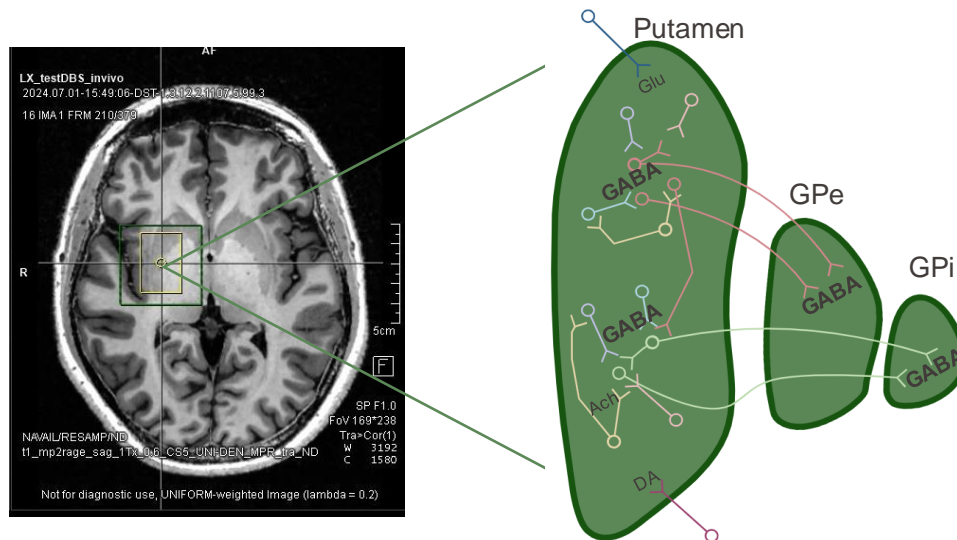 AF
LX_testDBS_invivo
2024.07.01-15:49:06-DST-1.3.12.2.1107.5.99.3
16 IMA 1 FRM 210/379
R
5cm
F
SP F1.0
FoV 169*238
Tra>Cor(1)
W 3192
C 1580
NAVAIL/RESAMP/ND
t1_mp2rage_sag_1Tx_0.6_CS5_UNI-DEN_MPR_tra_ND
Not for diagnostic use, UNIFORM-weighted Image (lambda = 0.2)
Putamen
Glu
GABA
GABA
Ach
DA
GPe
GABA
GPi
GABA